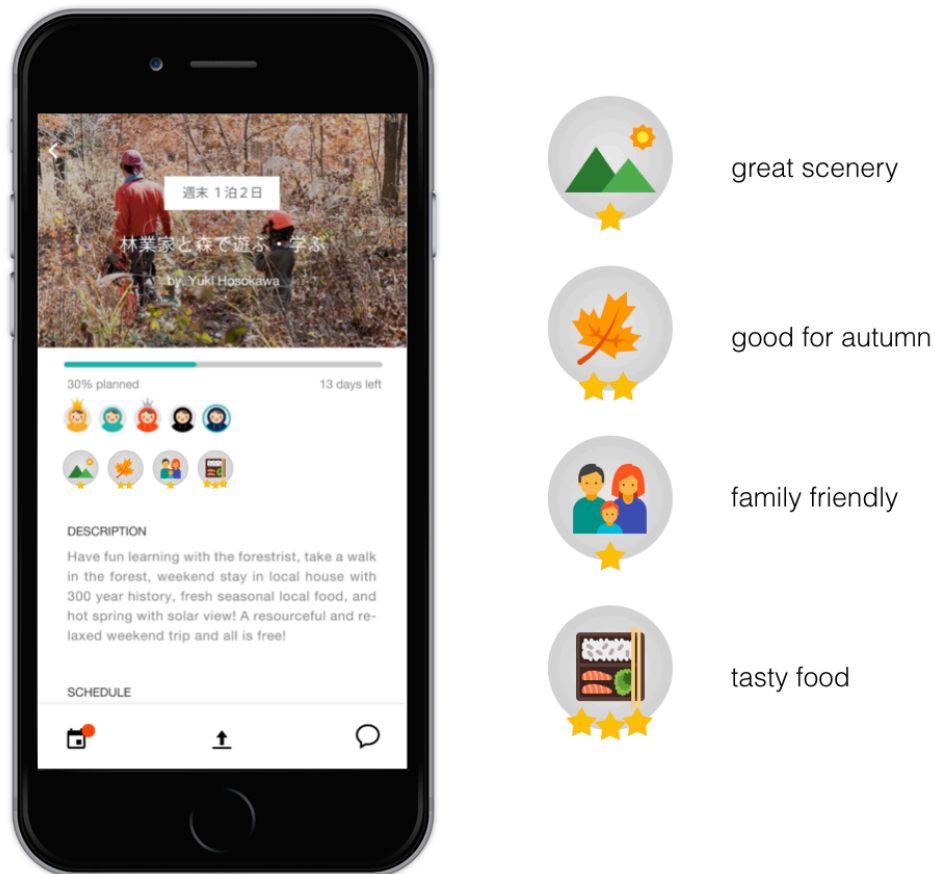 週末 1泊2日
林業家と森で遊ぶ・学ぶ
by. Yuki Hosokawa
30% planned
13 days left
DESCRIPTION
Have fun learning with the forestrist, take a walk
in the forest, weekend stay in local house with
300 year history, fresh seasonal local food, and
hot spring with solar view! A resourceful and re-
laxed weekend trip and all is free!
SCHEDULE
great scenery
good for autumn
family friendly
tasty food